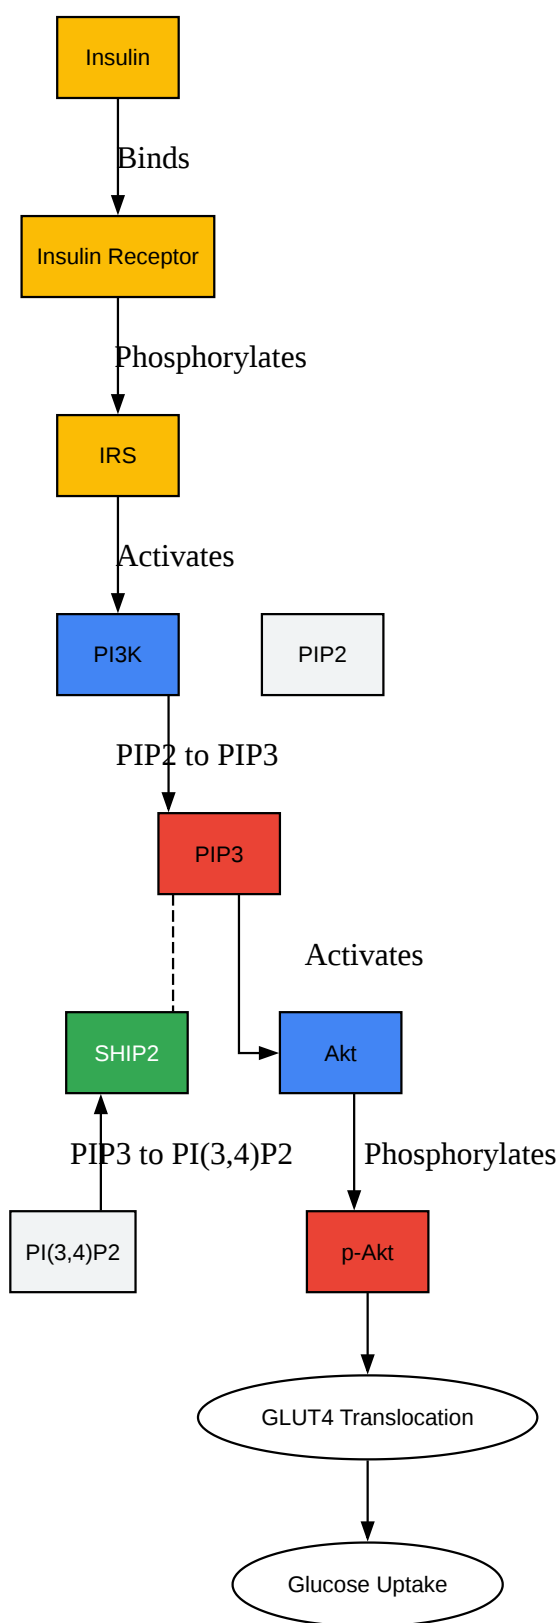 Insulin
Binds
Insulin Receptor
Phosphorylates
IRS
Activates
PI3K
PIP2
PIP2 to PIP3
PIP3
Activates
SHIP2
Akt
PIP3 to PI(3,4)P2
Phosphorylates
PI(3,4)P2
p-Akt
GLUT4 Translocation
Glucose Uptake